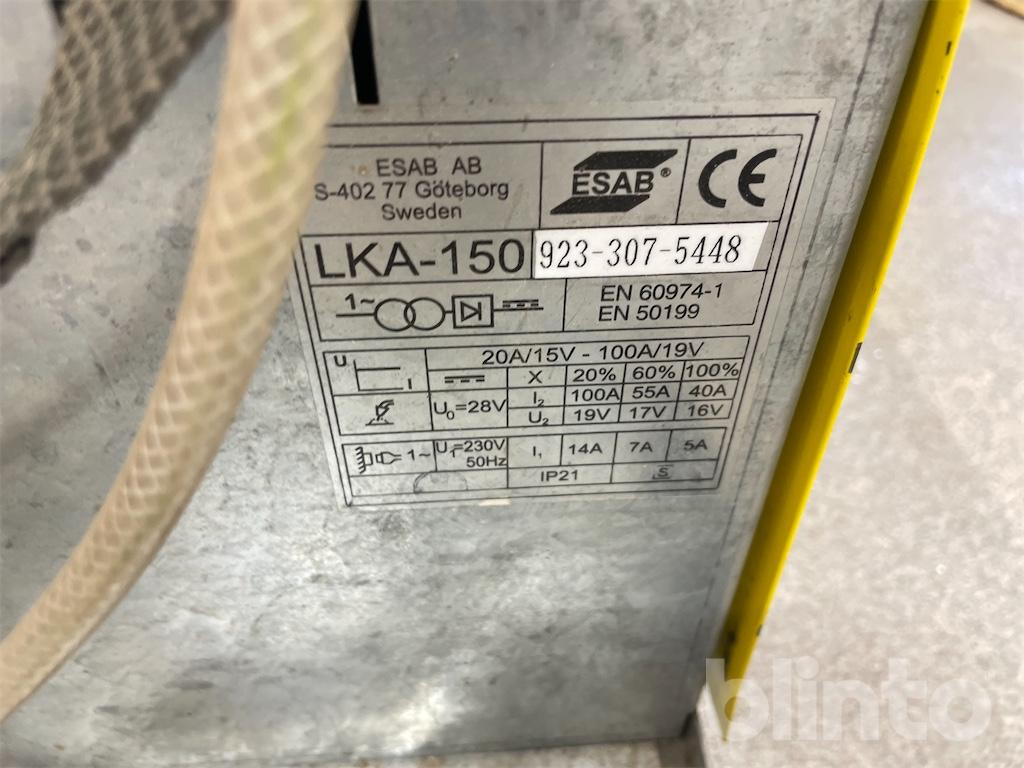 ESAB AB
S-402 77 Göteborg
Sweden
ESAB®
CE
LKA-150
923-307-5448
1~
EN 60974-1
EN 50199
U
I
20A/15V - 100A/19V
X 20% 60% 100%
U0=28V
I2 100A 55A 40A
U2 19V 17V 16V
1~
U1=230V
50Hz
I1 14A 7A 5A
IP21
S
blinto